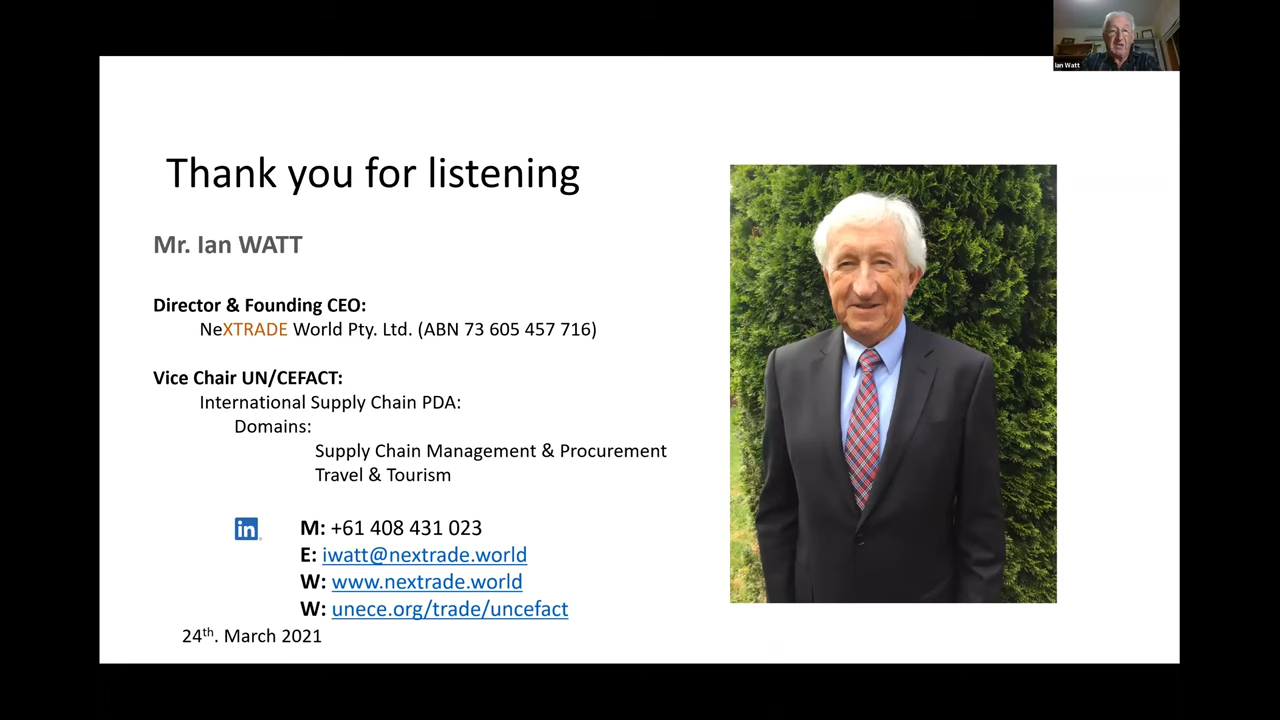 Ian Watt
Thank you for listening
Mr. Ian WATT
Director & Founding CEO:
NeXTRADE World Pty. Ltd. (ABN 73 605 457 716)
Vice Chair UN/CEFACT:
International Supply Chain PDA:
Domains:
Supply Chain Management & Procurement
Travel & Tourism
in
M: +61 408 431 023
E: iwatt@nextrade.world
W: www.nextrade.world
W: unece.org/trade/uncefact
24th. March 2021